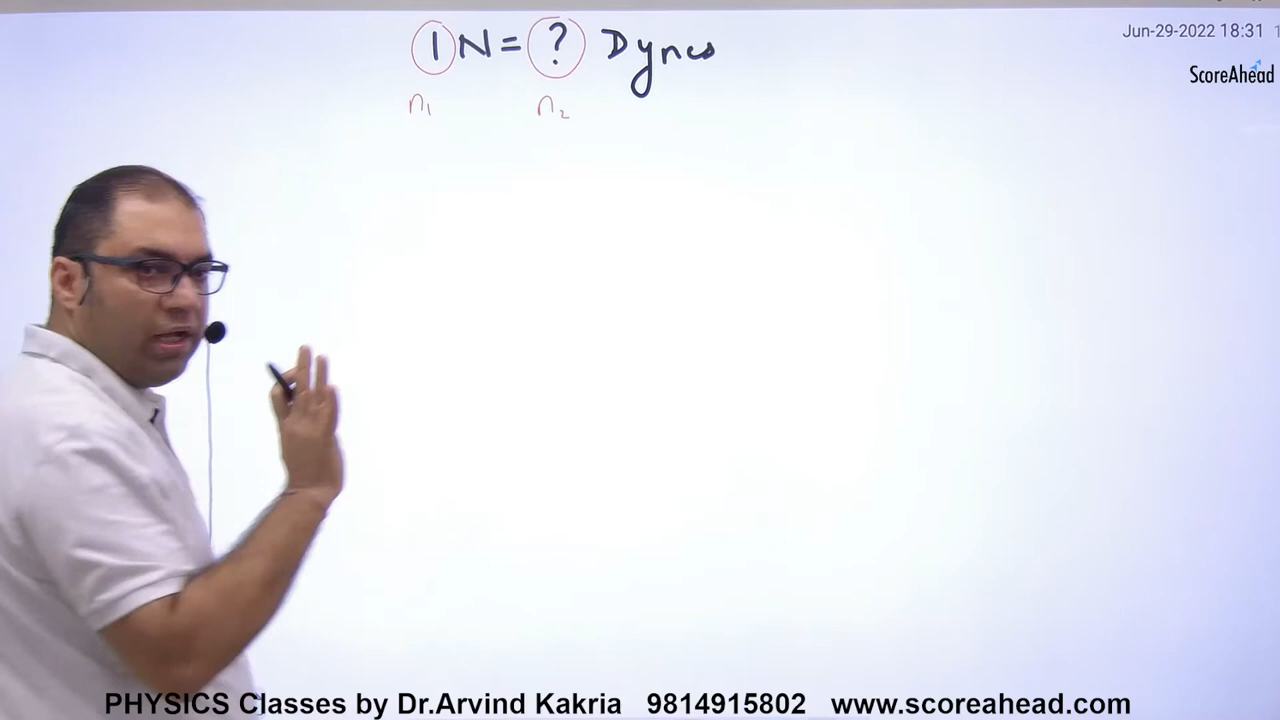 Jun-29-2022 18:31
1 N = ? Dynes
ScoreAhead
n1 n2
PHYSICS Classes by Dr.Arvind Kakria 9814915802 www.scoreahead.com